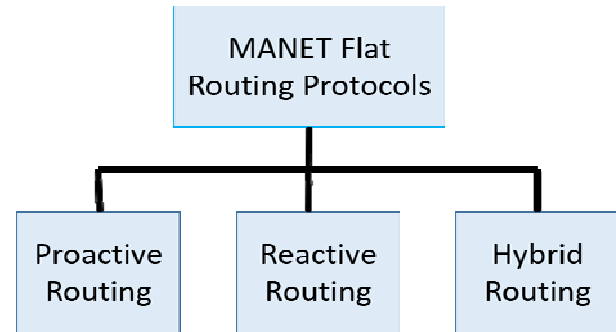 MANET Flat
Routing Protocols
Proactive
Routing
Reactive
Routing
Hybrid
Routing